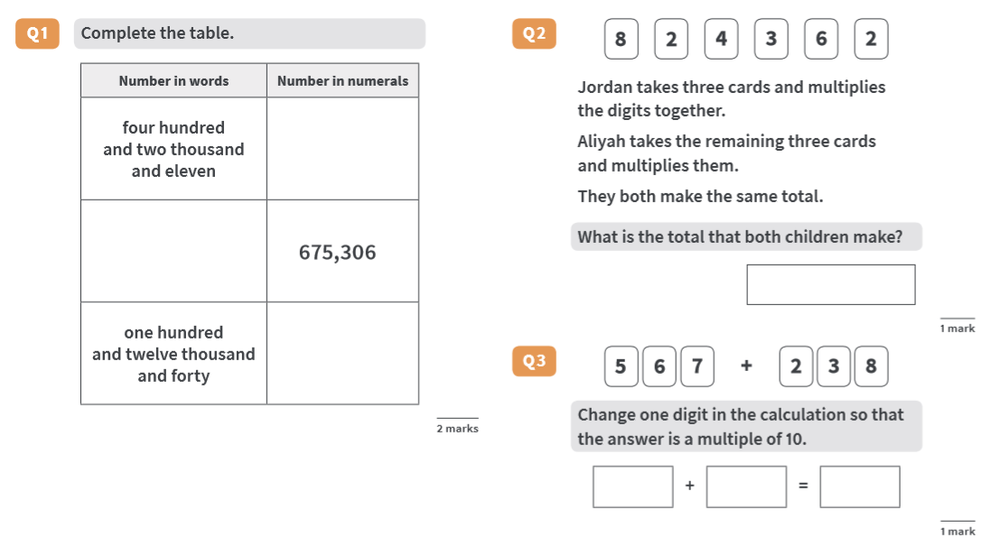 Q1
Complete the table.
Number in words
Number in numerals
four hundred
and two thousand
and eleven
675,306
one hundred
and twelve thousand
and forty
2 marks
Q2
8 2 4 3 6 2
Jordan takes three cards and multiplies
the digits together.
Aliyah takes the remaining three cards
and multiplies them.
They both make the same total.
What is the total that both children make?
1 mark
Q3
5 6 7 + 2 3 8
Change one digit in the calculation so that
the answer is a multiple of 10.
+ =
1 mark